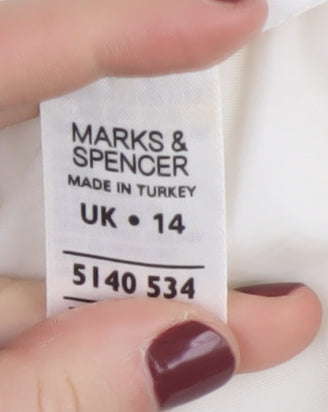 MARKS &
SPENCER
MADE IN TURKEY
UK • 14
5140 534